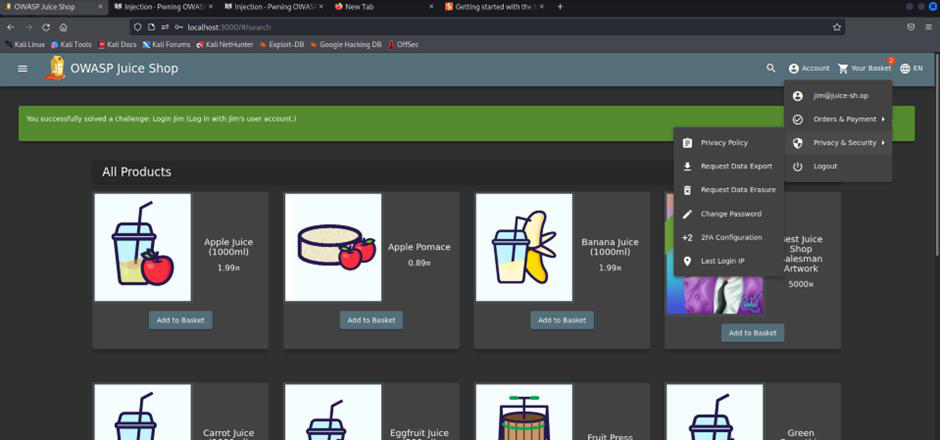 OWASP Juice Shop
Injection - Pwning OWAS
Injection - Pwning OWASP
New Tab
Getting started with the
localhost:3000/#/search
Kali Linux
Kali Tools
Kali Docs
Kali Forums
Kali NetHunter
Exploit-DB
Google Hacking DB
OffSec
OWASP Juice Shop
Account
Your Basket
2
EN
You successfully solved a challenge: Login Jim (Log in with Jim's user account.)
jim@juice-sh.op
Orders & Payment
Privacy & Security
Logout
Privacy Policy
Request Data Export
Request Data Erasure
Change Password
+2 2FA Configuration
Last Login IP
All Products
Apple Juice
(1000ml)
1.99¤
Add to Basket
Apple Pomace
0.89¤
Add to Basket
Banana Juice
(1000ml)
1.99¤
Add to Basket
Best Juice
Shop
Salesman
Artwork
5000¤
Add to Basket
Carrot Juice
Eggfruit Juice
Fruit Press
Green